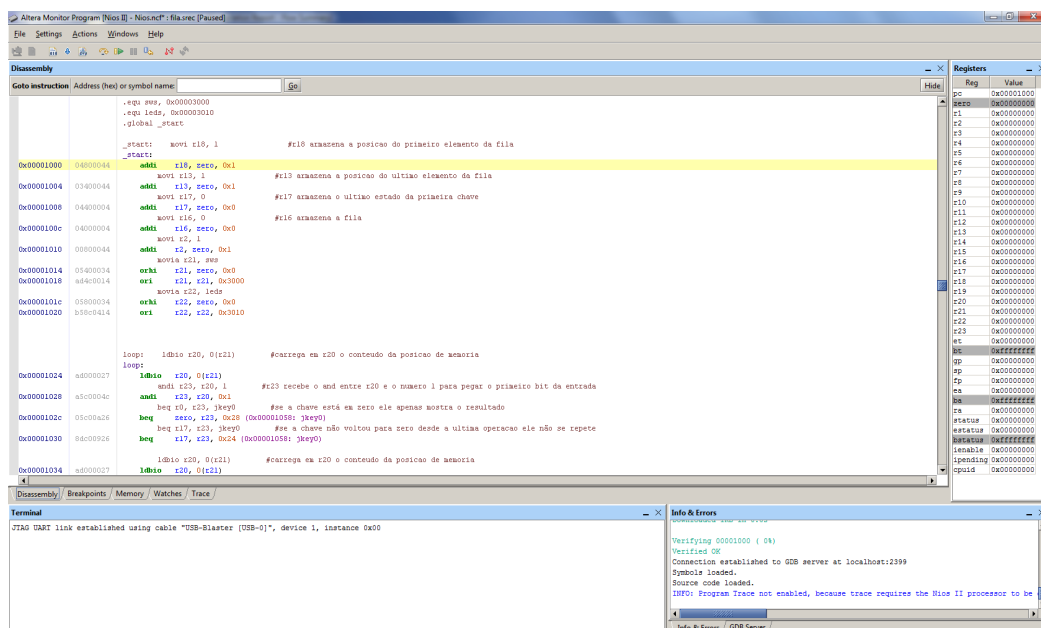 Altera Monitor Program [Nios II] - Nios.ncf* : fila.srec [Paused]
File Settings Actions Windows Help
Disassembly
Goto instruction Address (hex) or symbol name: Go Hide
.equ sws, 0x00003000
.equ leds, 0x00003010
.global _start
_start: movi r18, 1 #r18 armazena a posicao do primeiro elemento da fila
_start:
0x00001000 04800044 addi r18, zero, 0x1
movi r13, 1 #r13 armazena a posicao do ultimo elemento da fila
0x00001004 03400044 addi r13, zero, 0x1
movi r17, 0 #r17 armazena o ultimo estado da primeira chave
0x00001008 04400004 addi r17, zero, 0x0
movi r16, 0 #r16 armazena a fila
0x0000100c 04000004 addi r16, zero, 0x0
movi r2, 1
0x00001010 00800044 addi r2, zero, 0x1
movia r21, sws
0x00001014 05400034 orhi r21, zero, 0x0
0x00001018 ad4c0014 ori r21, r21, 0x3000
movia r22, leds
0x0000101c 05800034 orhi r22, zero, 0x0
0x00001020 b58c0414 ori r22, r22, 0x3010
loop: ldbio r20, 0(r21) #carrega em r20 o conteudo da posicao de memoria
loop:
0x00001024 ad000027 ldbio r20, 0(r21)
andi r23, r20, 1 #r23 recebe o and entre r20 e o numero 1 para pegar o primeiro bit da entrada
0x00001028 a5c0004c andi r23, r20, 0x1
beq r0, r23, jkey0 #se a chave está em zero ele apenas mostra o resultado
0x0000102c 05c00a26 beq zero, r23, 0x28 (0x00001058: jkey0)
beq r17, r23, jkey0 #se a chave não voltou para zero desde a ultima operacao ele não se repete
0x00001030 8dc00926 beq r17, r23, 0x24 (0x00001058: jkey0)
ldbio r20, 0(r21) #carrega em r20 o conteudo da posicao de memoria
0x00001034 ad000027 ldbio r20, 0(r21)
Disassembly Breakpoints Memory Watches Trace
Registers
Reg Value
pc 0x00001000
zero 0x00000000
r1 0x00000000
r2 0x00000000
r3 0x00000000
r4 0x00000000
r5 0x00000000
r6 0x00000000
r7 0x00000000
r8 0x00000000
r9 0x00000000
r10 0x00000000
r11 0x00000000
r12 0x00000000
r13 0x00000000
r14 0x00000000
r15 0x00000000
r16 0x00000000
r17 0x00000000
r18 0x00000000
r19 0x00000000
r20 0x00000000
r21 0x00000000
r22 0x00000000
r23 0x00000000
et 0x00000000
bt 0xffffffff
gp 0x00000000
sp 0x00000000
fp 0x00000000
ea 0x00000000
ba 0xffffffff
ra 0x00000000
status 0x00000000
estatus 0x00000000
bstatus 0xffffffff
ienable 0x00000000
ipending 0x00000000
cpuid 0x00000000
Terminal
JTAG UART link established using cable "USB-Blaster [USB-0]", device 1, instance 0x00
Info & Errors
Verifying 00001000 ( 0%)
Verified OK
Connection established to GDB server at localhost:2399
Symbols loaded.
Source code loaded.
INFO: Program Trace not enabled, because trace requires the Nios II processor to be
Info & Errors GDB Server